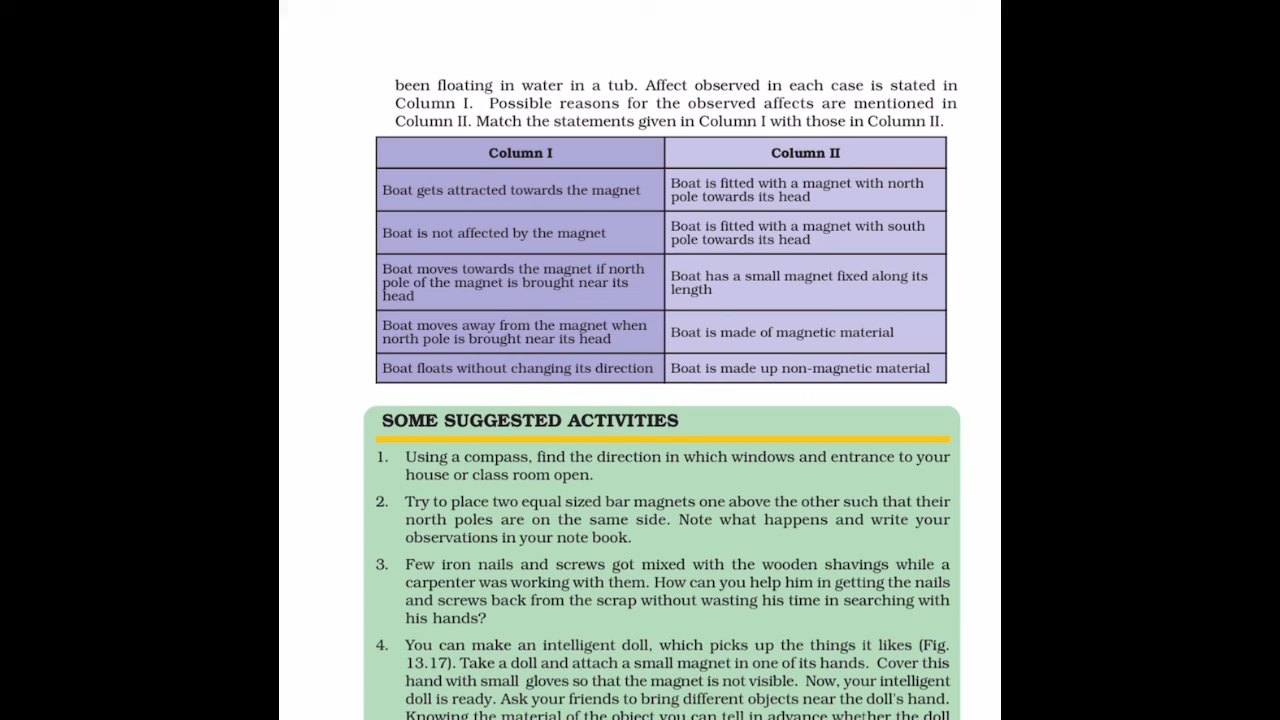 been floating in water in a tub. Affect observed in each case is stated in
Column I. Possible reasons for the observed affects are mentioned in
Column II. Match the statements given in Column I with those in Column II.
Column I
Column II
Boat gets attracted towards the magnet
Boat is fitted with a magnet with north
pole towards its head
Boat is not affected by the magnet
Boat is fitted with a magnet with south
pole towards its head
Boat moves towards the magnet if north
pole of the magnet is brought near its
head
Boat has a small magnet fixed along its
length
Boat moves away from the magnet when
north pole is brought near its head
Boat is made of magnetic material
Boat floats without changing its direction
Boat is made up non-magnetic material
SOME SUGGESTED ACTIVITIES
1. Using a compass, find the direction in which windows and entrance to your
house or class room open.
2. Try to place two equal sized bar magnets one above the other such that their
north poles are on the same side. Note what happens and write your
observations in your note book.
3. Few iron nails and screws got mixed with the wooden shavings while a
carpenter was working with them. How can you help him in getting the nails
and screws back from the scrap without wasting his time in searching with
his hands?
4. You can make an intelligent doll, which picks up the things it likes (Fig.
13.17). Take a doll and attach a small magnet in one of its hands. Cover this
hand with small gloves so that the magnet is not visible. Now, your intelligent
doll is ready. Ask your friends to bring different objects near the doll's hand.
Knowing the material of the object you can tell in advance whether the doll